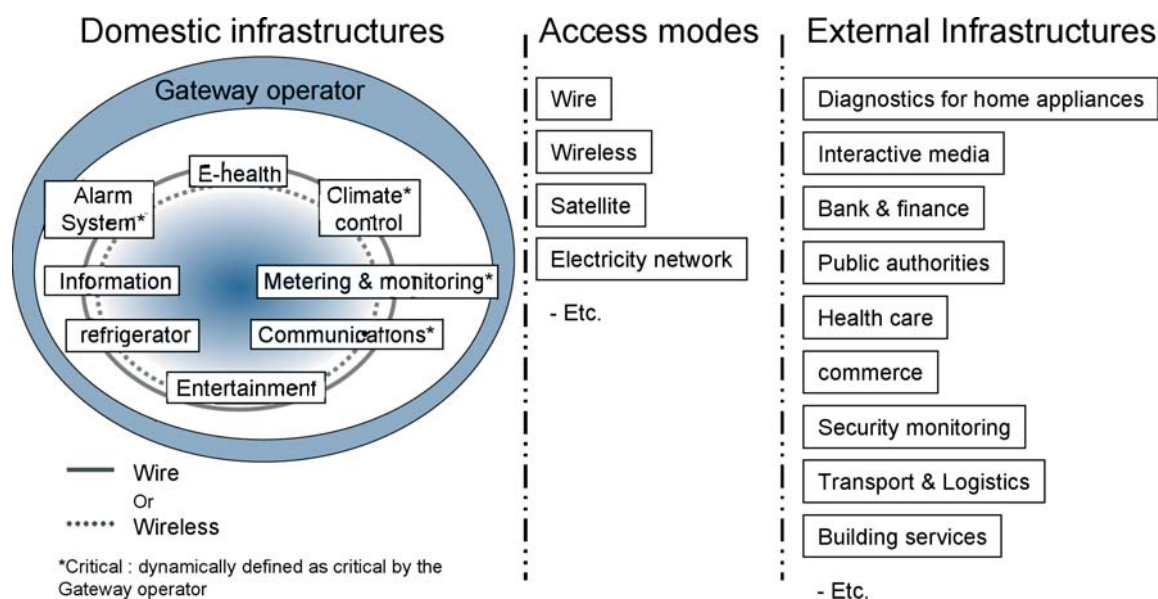 Domestic infrastructures
Gateway operator
E-health
Alarm
System*
Climate*
control
Information
Metering & monitoring*
refrigerator
Communications*
Entertainment
Wire
Or
Wireless
*Critical : dynamically defined as critical by the
Gateway operator
Access modes
Wire
Wireless
Satellite
Electricity network
- Etc.
External Infrastructures
Diagnostics for home appliances
Interactive media
Bank & finance
Public authorities
Health care
commerce
Security monitoring
Transport & Logistics
Building services
- Etc.